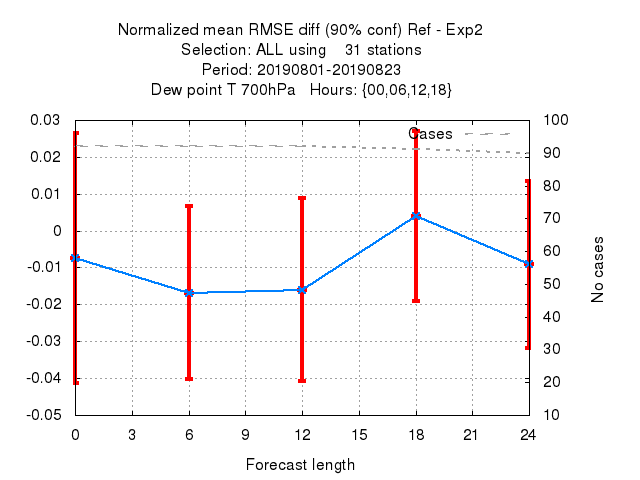 Normalized mean RMSE diff (90% conf) Ref - Exp2
Selection: ALL using 31 stations
Period: 20190801-20190823
Dew point T 700hPa Hours: {00,06,12,18}
Cases
0.03
0.02
0.01
0
-0.01
-0.02
-0.03
-0.04
-0.05
100
90
80
70
60
50
40
30
20
10
No cases
0 3 6 9 12 15 18 21 24
Forecast length